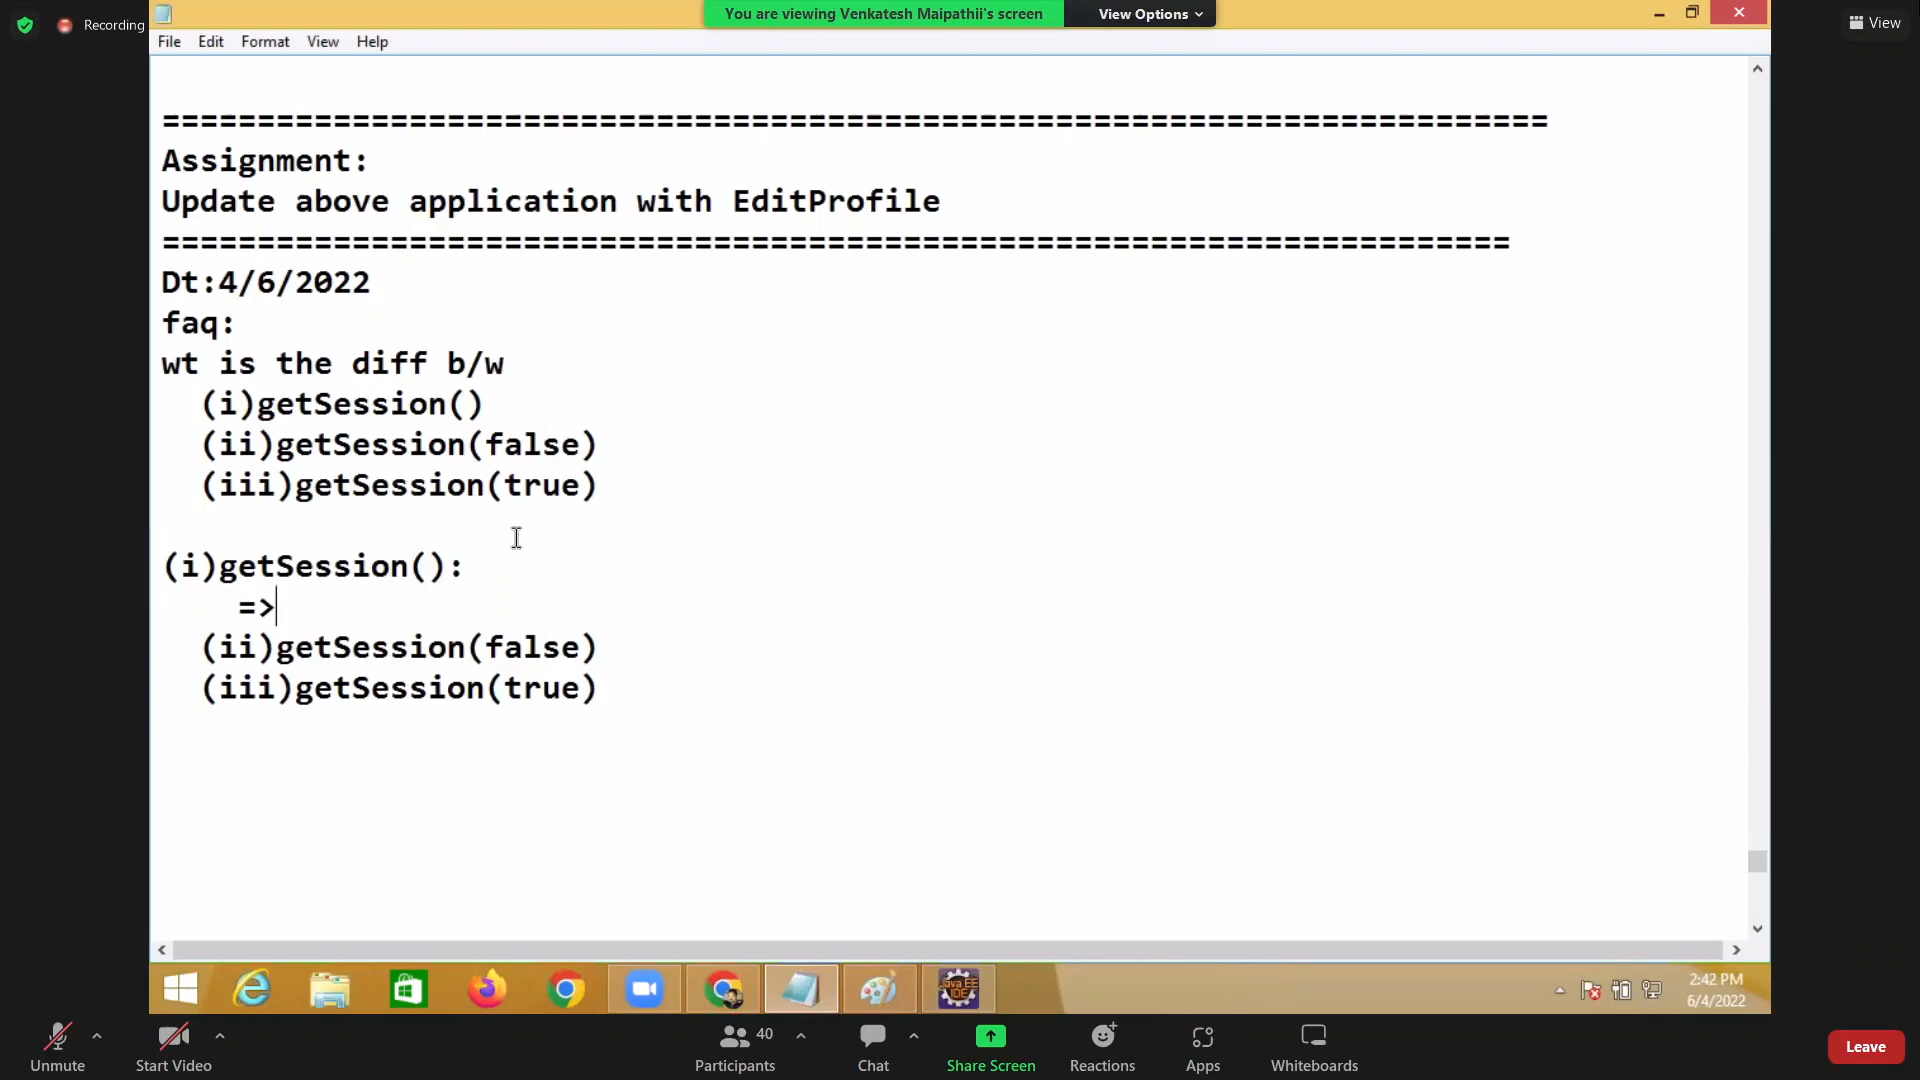 Recording
You are viewing Venkatesh Maipathii's screen
View Options
View
File Edit Format View Help
=========================================================================
Assignment:
Update above application with EditProfile
=======================================================================
Dt:4/6/2022
faq:
wt is the diff b/w
(i)getSession()
(ii)getSession(false)
(iii)getSession(true)
(i)getSession():
=>
(ii)getSession(false)
(iii)getSession(true)
Java EE
IDE
2:42 PM
6/4/2022
Unmute
Start Video
40
Participants
Chat
Share Screen
Reactions
Apps
Whiteboards
Leave